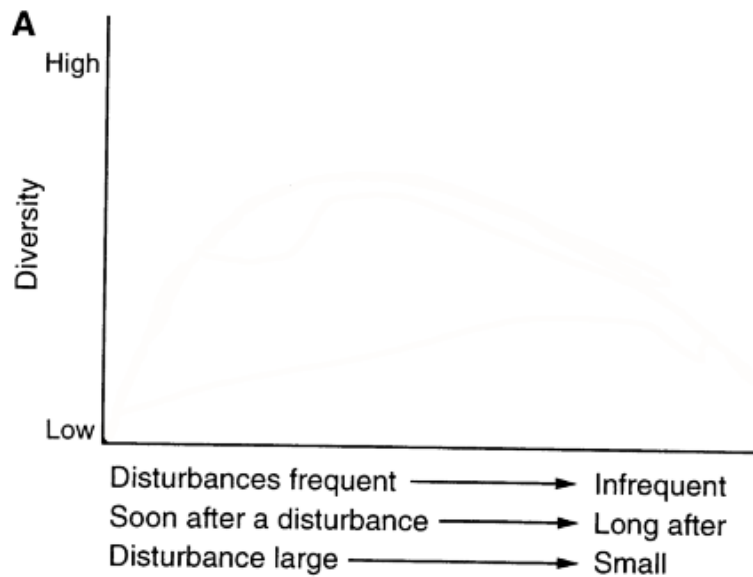 A
High
Diversity
Low
Disturbances frequent Infrequent
Soon after a disturbance Long after
Disturbance large Small